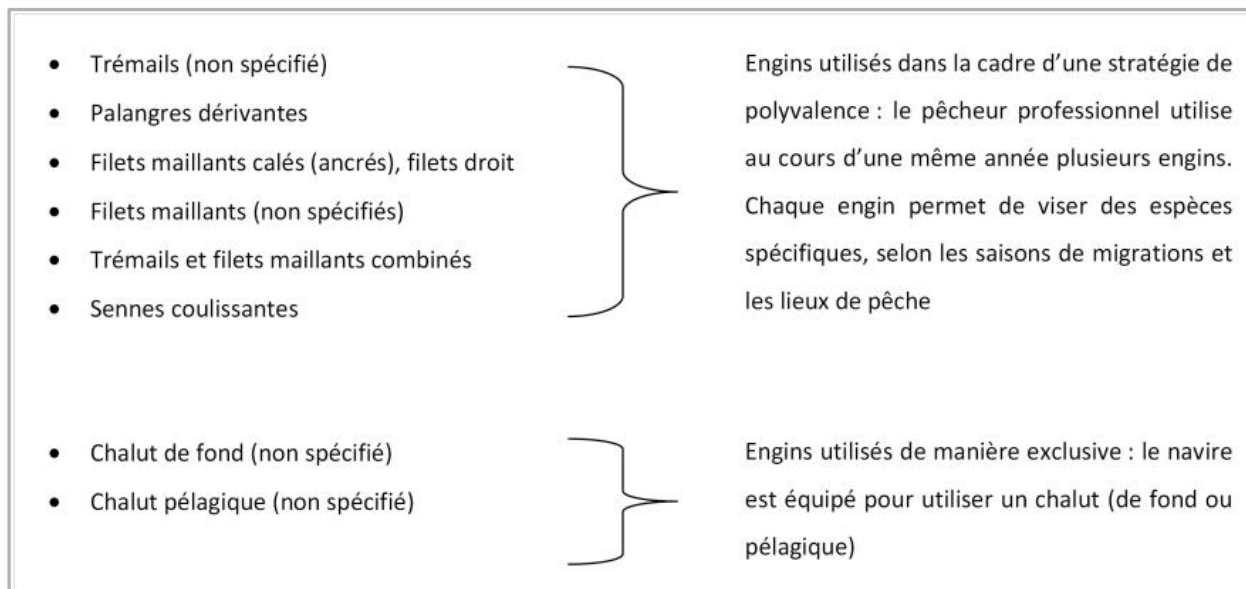 • Trémails (non spécifié)
• Palangres dérivantes
• Filets maillants calés (ancrés), filets droit
• Filets maillants (non spécifiés)
• Trémails et filets maillants combinés
• Sennes coulissantes
Engins utilisés dans la cadre d’une stratégie de
polyvalence : le pêcheur professionnel utilise
au cours d’une même année plusieurs engins.
Chaque engin permet de viser des espèces
spécifiques, selon les saisons de migrations et
les lieux de pêche
• Chalut de fond (non spécifié)
• Chalut pélagique (non spécifié)
Engins utilisés de manière exclusive : le navire
est équipé pour utiliser un chalut (de fond ou
pélagique)